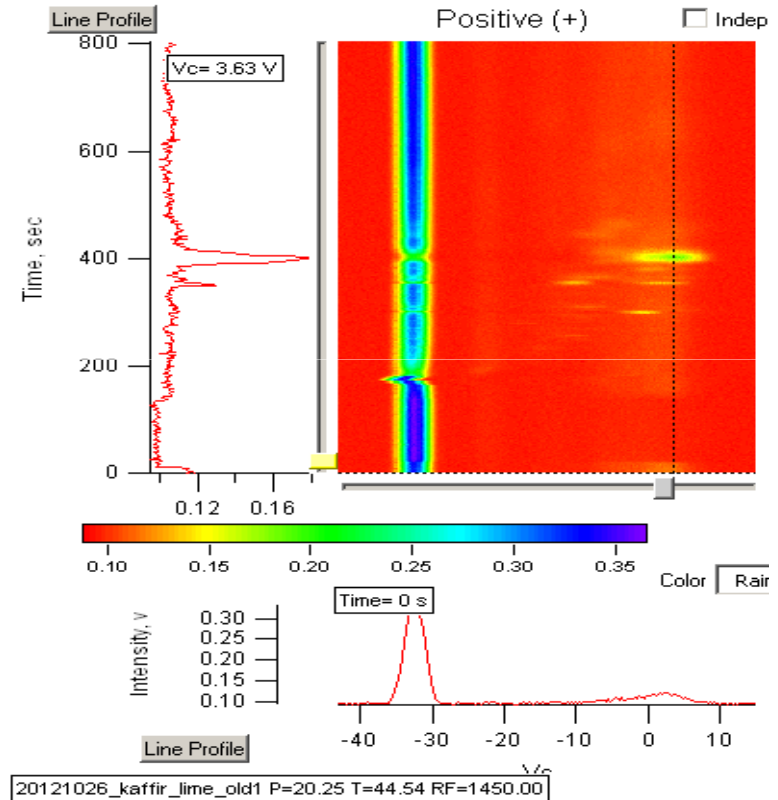 Line Profile
Positive (+)
Indep
800
600
400
200
0
Time, sec
Vc= 3.63 V
0.12 0.16
0.10 0.15 0.20 0.25 0.30 0.35
Color Rain
Time= 0 s
Intensity, v
0.30
0.25
0.20
0.15
0.10
-40 -30 -20 -10 0 10
Line Profile
20121026_kaffir_lime_old1 P=20.25 T=44.54 RF=1450.00